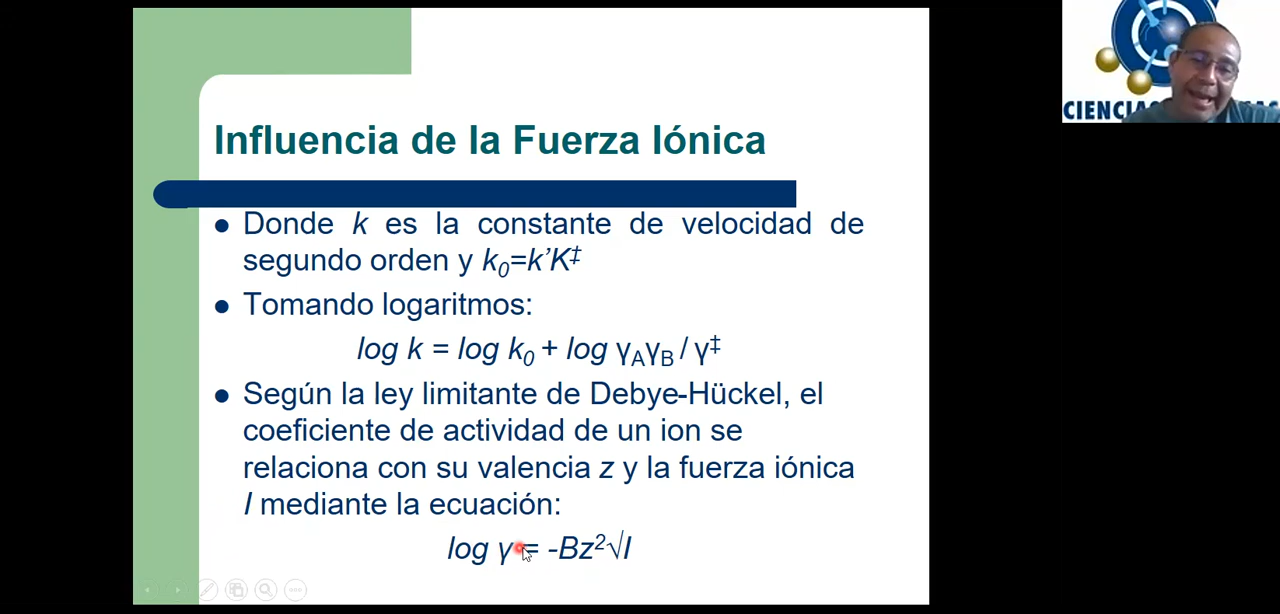 Influencia de la Fuerza Iónica
• Donde k es la constante de velocidad de
segundo orden y k₀=k’K‡
• Tomando logaritmos:
log k = log k₀ + log γAγB / γ‡
• Según la ley limitante de Debye-Hückel, el
coeficiente de actividad de un ion se
relaciona con su valencia z y la fuerza iónica
I mediante la ecuación:
log γ = -Bz²√I